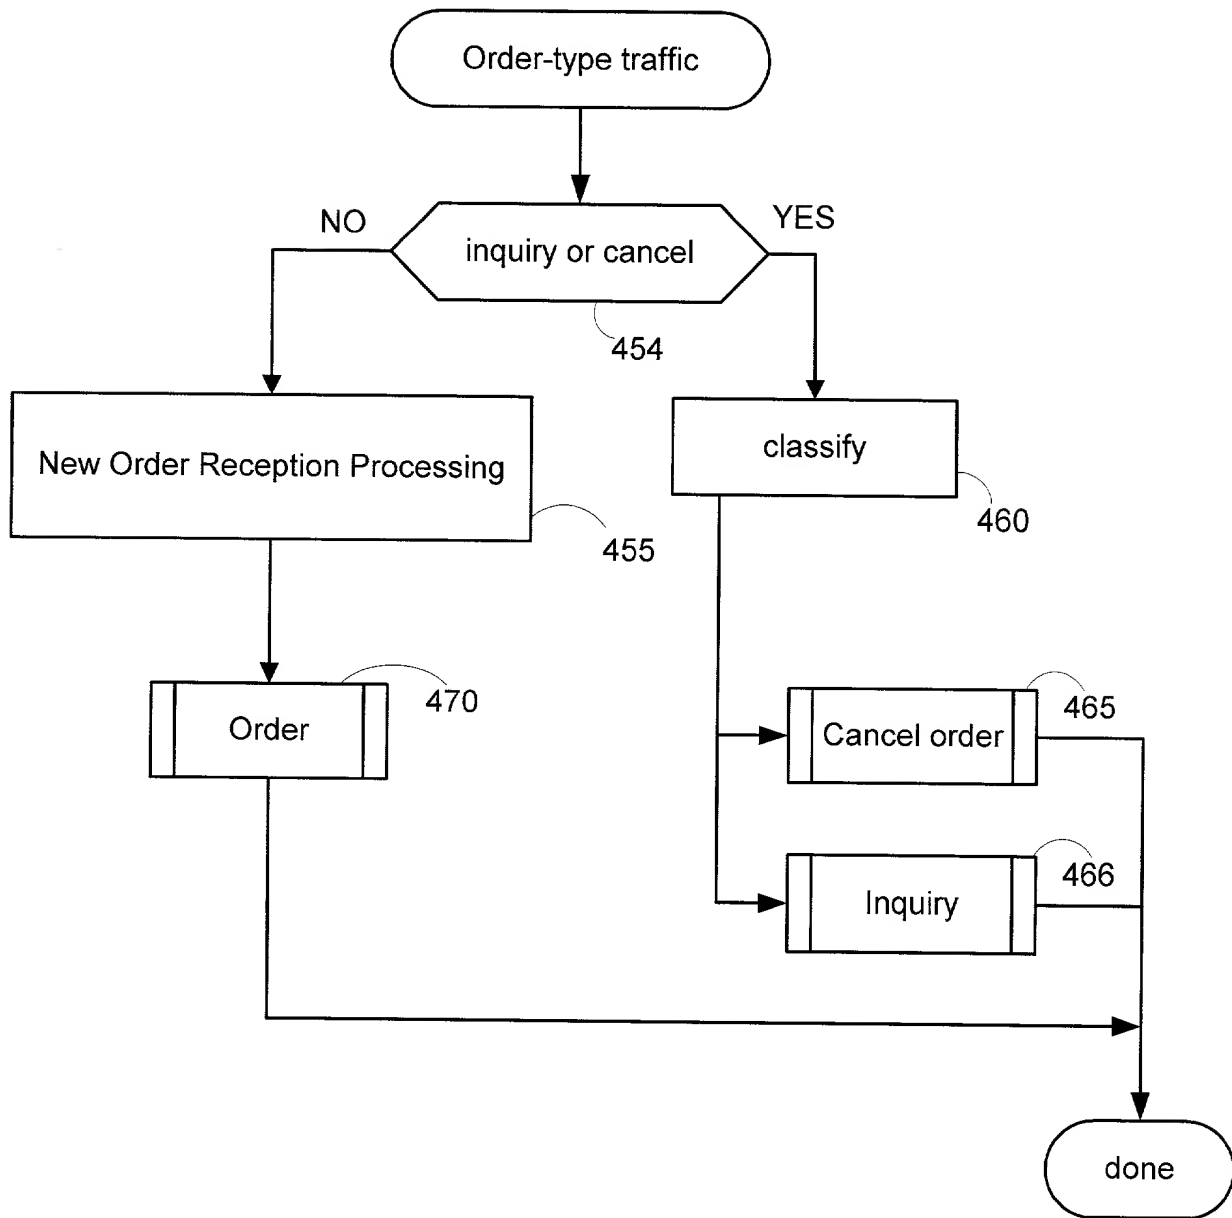 Order-type traffic
NO
YES
inquiry or cancel
454
New Order Reception Processing
455
classify
460
470
Order
465
Cancel order
466
Inquiry
done